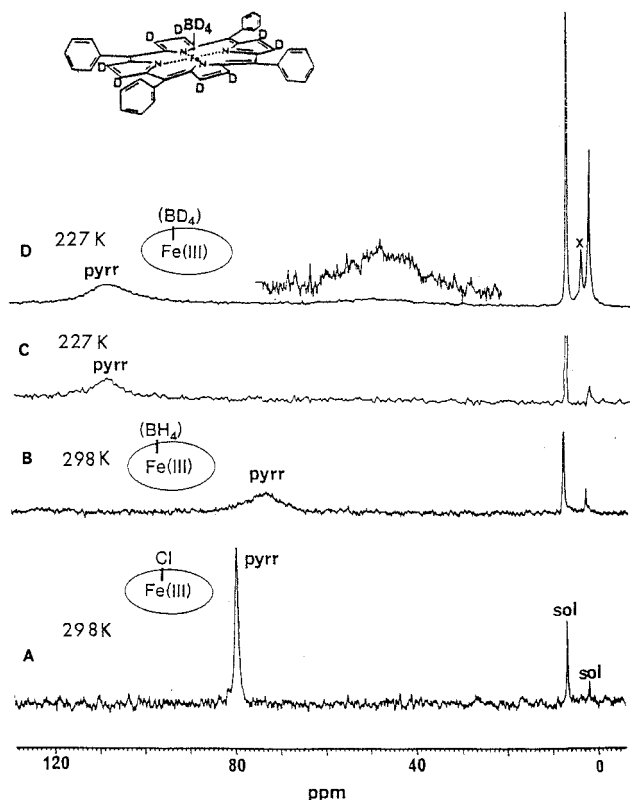 BD4
D D D D
D N N D
N Fe N
D D D D
(BD4)
D 227 K Fe(III)
pyrr
x
C 227 K
pyrr
(BH4)
B 298 K Fe(III)
pyrr
Cl
Fe(III) pyrr
298K
A
sol
sol
120 80 40 0
ppm